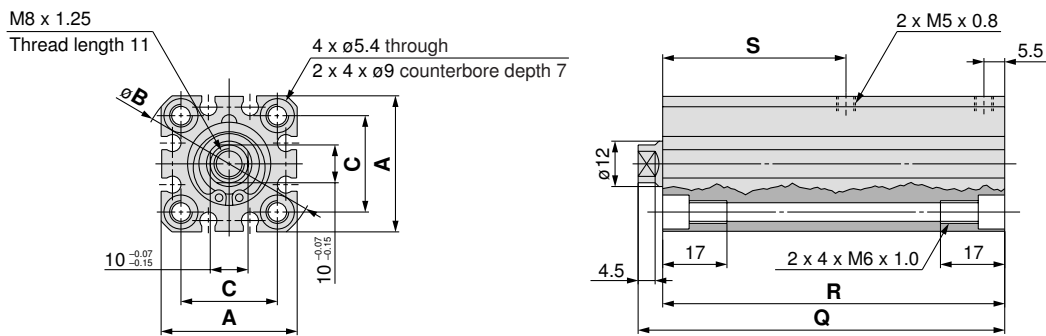 M8 x 1.25
Thread length 11
4 x ø5.4 through
2 x 4 x ø9 counterbore depth 7
øB
C
A
10 −0.07 −0.15
10 −0.07 −0.15
C
A
S
2 x M5 x 0.8
5.5
ø12
17
2 x 4 x M6 x 1.0
17
4.5
R
Q